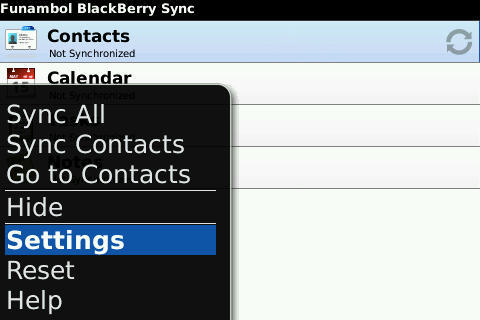 Funambol BlackBerry Sync
Contacts
Not Synchronized
Calendar
Not Synchronized
Notes
Sync All
Sync Contacts
Go to Contacts
Hide
Settings
Reset
Help